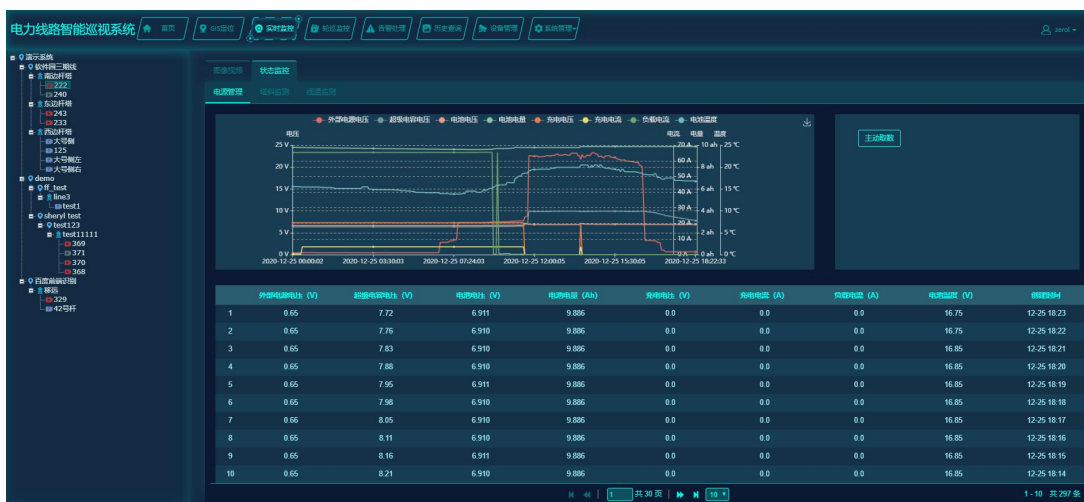 电力线路智能巡视系统 首页 GIS定位 实时监控 轮巡监控 告警处理 历史查询 设备管理 系统管理 zerol
演示系统
软件园三期线
南边杆塔
222
240
东边杆塔
243
233
西边杆塔
大号侧
125
大号侧左
大号侧右
demo
ff_test
line3
test1
sheryl test
test123
test11111
369
371
370
368
百度前端识别
移远
329
42号杆
图像视频 状态监控
电源管理 倾斜监测 线温监测
外部电源电压 超级电容电压 电池电压 电池电量 充电电压 充电电流 负载电流 电池温度
电压 电流 电量 温度
25 V 70 A 10 ah 25 ℃
60 A
20 V 8 ah 20 ℃
50 A
15 V 40 A 6 ah 15 ℃
10 V 4 ah 10 ℃
20 A
5 V 2 ah 5 ℃
10 A
0 V 0 A 0 ah 0 ℃
2020-12-25 00:00:02 2020-12-25 03:30:03 2020-12-25 07:24:01 2020-12-25 12:00:05 2020-12-25 15:30:05 2020-12-25 18:22:33
主动取数
外部电源电压 (V) 超级电容电压 (V) 电池电压 (V) 电池电量 (Ah) 充电电压 (V) 充电电流 (A) 负载电流 (A) 电池温度 (V) 创建时间
1 0.65 7.72 6.911 9.886 0.0 0.0 0.0 16.75 12-25 18:23
2 0.65 7.76 6.910 9.886 0.0 0.0 0.0 16.75 12-25 18:22
3 0.65 7.83 6.910 9.886 0.0 0.0 0.0 16.85 12-25 18:21
4 0.65 7.88 6.910 9.886 0.0 0.0 0.0 16.85 12-25 18:20
5 0.65 7.95 6.911 9.886 0.0 0.0 0.0 16.85 12-25 18:19
6 0.65 7.98 6.910 9.886 0.0 0.0 0.0 16.85 12-25 18:18
7 0.66 8.05 6.910 9.886 0.0 0.0 0.0 16.85 12-25 18:17
8 0.65 8.11 6.910 9.886 0.0 0.0 0.0 16.85 12-25 18:16
9 0.65 8.16 6.911 9.886 0.0 0.0 0.0 16.85 12-25 18:15
10 0.65 8.21 6.910 9.886 0.0 0.0 0.0 16.85 12-25 18:14
1 共 30 页 10 1 - 10 共 297 条